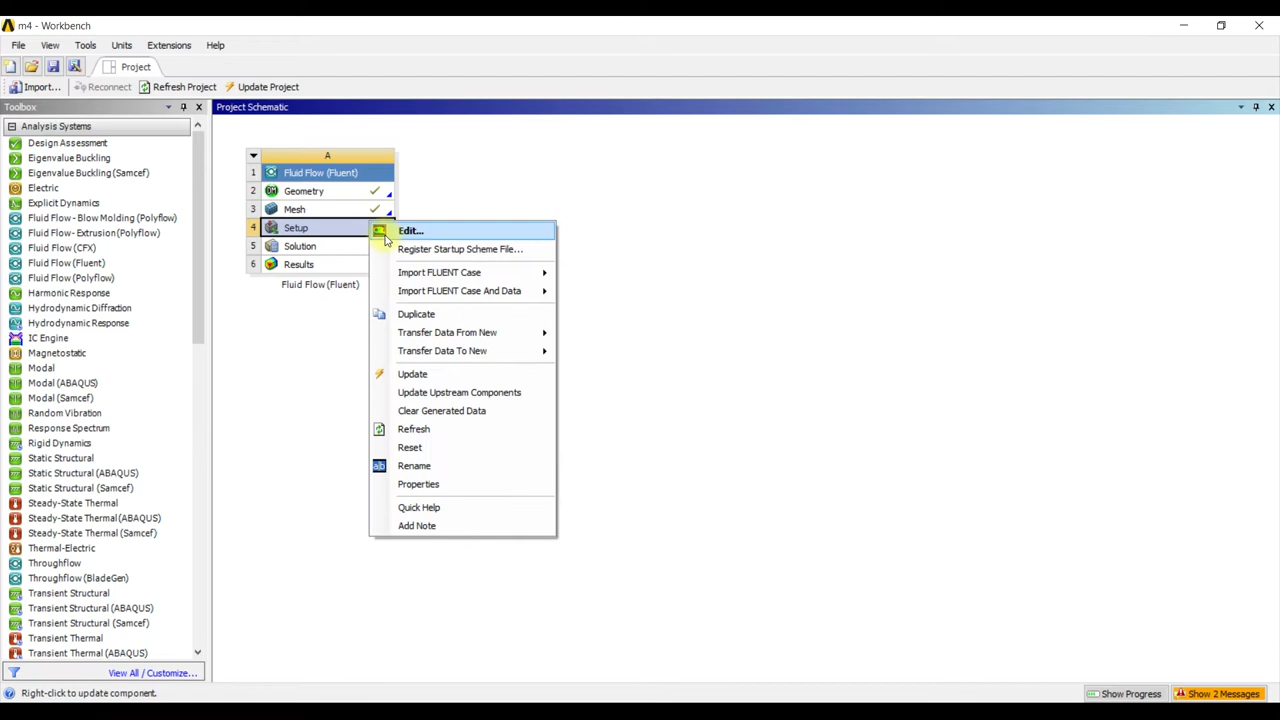 m4 - Workbench
File View Tools Units Extensions Help
Project
Import... Reconnect Refresh Project Update Project
Toolbox
Analysis Systems
Design Assessment
Eigenvalue Buckling
Eigenvalue Buckling (Samcef)
Electric
Explicit Dynamics
Fluid Flow - Blow Molding (Polyflow)
Fluid Flow - Extrusion (Polyflow)
Fluid Flow (CFX)
Fluid Flow (Fluent)
Fluid Flow (Polyflow)
Harmonic Response
Hydrodynamic Diffraction
Hydrodynamic Response
IC Engine
Magnetostatic
Modal
Modal (ABAQUS)
Modal (Samcef)
Random Vibration
Response Spectrum
Rigid Dynamics
Static Structural
Static Structural (ABAQUS)
Static Structural (Samcef)
Steady-State Thermal
Steady-State Thermal (ABAQUS)
Steady-State Thermal (Samcef)
Thermal-Electric
Throughflow
Throughflow (BladeGen)
Transient Structural
Transient Structural (ABAQUS)
Transient Structural (Samcef)
Transient Thermal
Transient Thermal (ABAQUS)
View All / Customize...
Project Schematic
A
1 Fluid Flow (Fluent)
2 Geometry
3 Mesh
4 Setup
5 Solution
6 Results
Fluid Flow (Fluent)
Edit...
Register Startup Scheme File...
Import FLUENT Case
Import FLUENT Case And Data
Duplicate
Transfer Data From New
Transfer Data To New
Update
Update Upstream Components
Clear Generated Data
Refresh
Reset
Rename
Properties
Quick Help
Add Note
Right-click to update component.
Show Progress Show 2 Messages